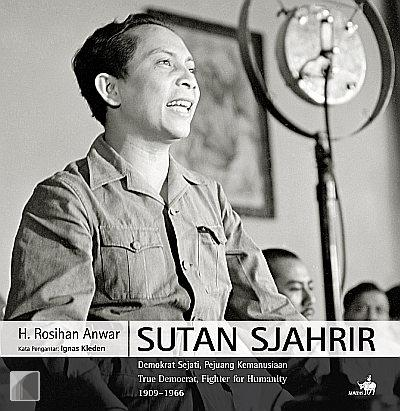 H. Rosihan Anwar
Kata Pengantar: Ignas Kleden
SUTAN SJAHRIR
Demokrat Sejati, Pejuang Kemanusiaan
True Democrat, Fighter for Humanity
1909–1966